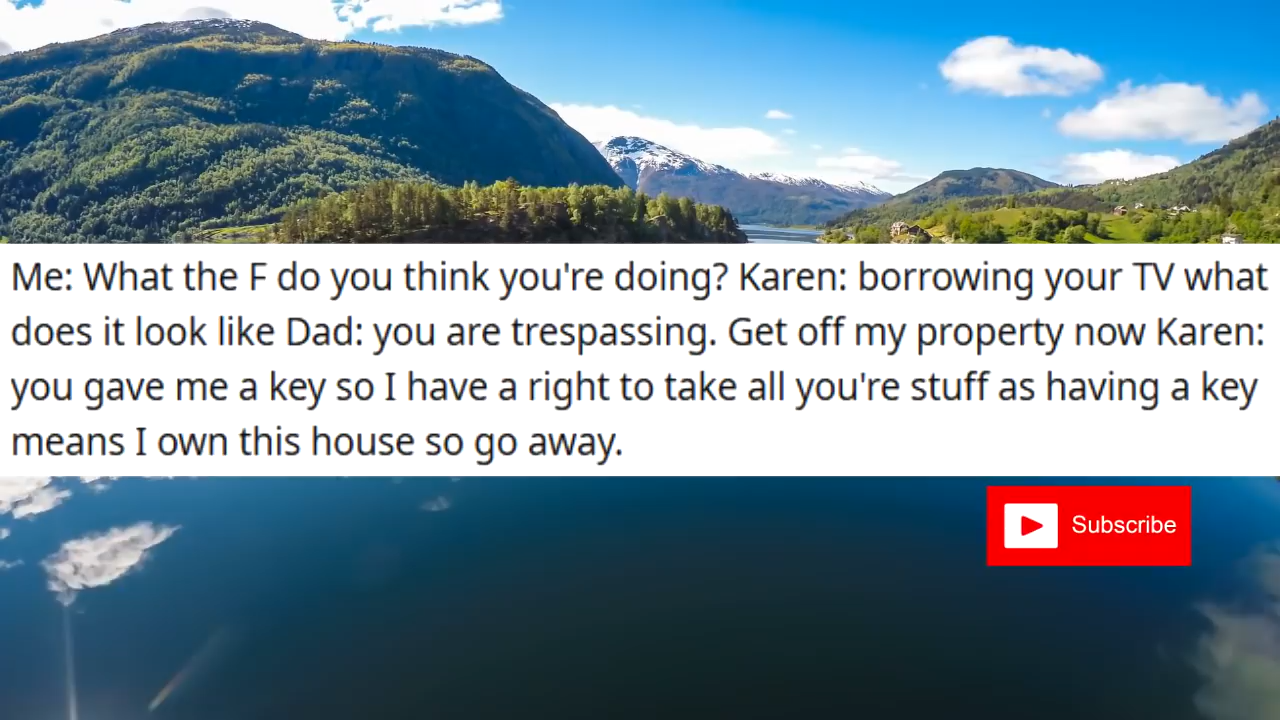 Me: What the F do you think you're doing? Karen: borrowing your TV what
does it look like Dad: you are trespassing. Get off my property now Karen:
you gave me a key so I have a right to take all you're stuff as having a key
means I own this house so go away.
Subscribe